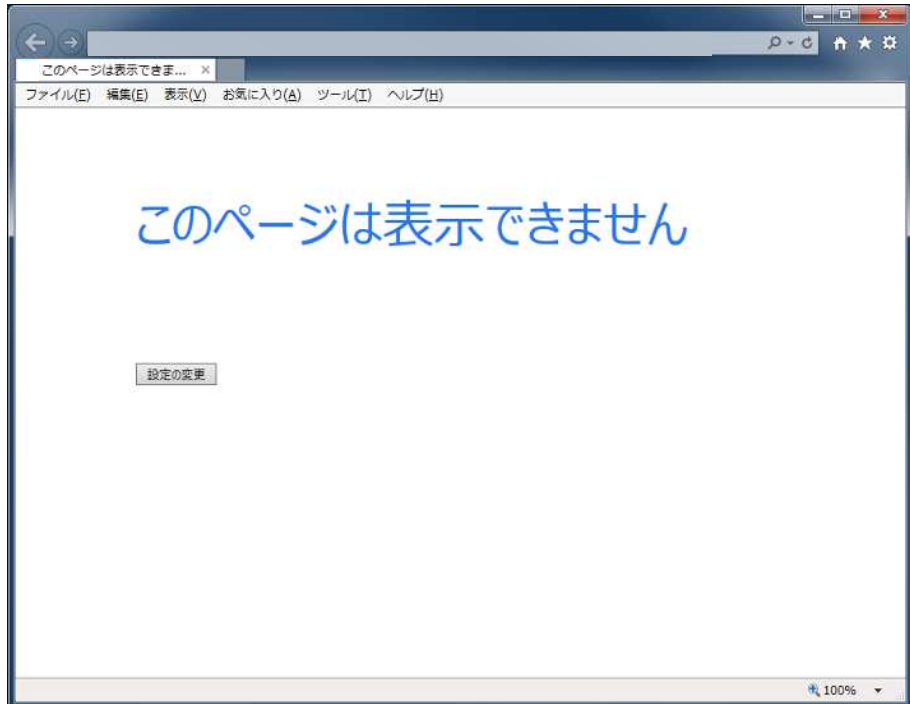 このページは表示できま... ×
ファイル(F) 編集(E) 表示(V) お気に入り(A) ツール(T) ヘルプ(H)
このページは表示できません
設定の変更
100%